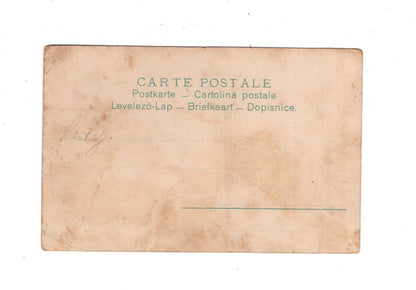 CARTE POSTALE
Postkarte – Cartolina postale
Levelező-Lap – Briefkaart – Dopisnice.